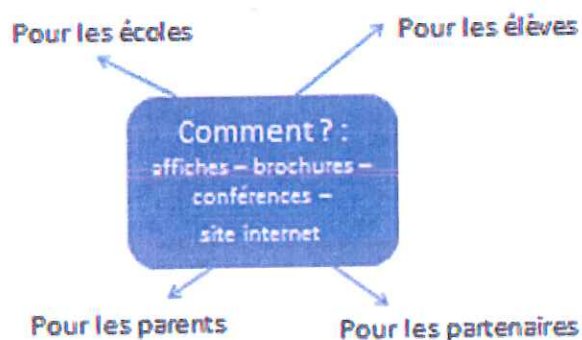 Pour les écoles
Pour les élèves
Comment ? :
affiches – brochures –
conférences –
site internet
Pour les parents
Pour les partenaires